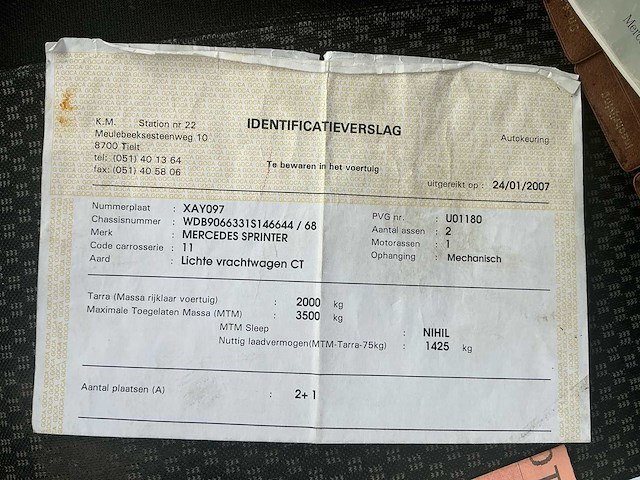 K.M. Station nr 22
Meulebeeksesteenweg 10
8700 Tielt
tel: (051) 40 13 64
fax: (051) 40 58 06
IDENTIFICATIEVERSLAG
Autokeuring
Te bewaren in het voertuig
uitgereikt op : 24/01/2007
Nummerplaat : XAY097
Chassisnummer : WDB9066331S146644 / 68
Merk : MERCEDES SPRINTER
Code carrosserie : 11
Aard : Lichte vrachtwagen CT
PVG nr. : U01180
Aantal assen : 2
Motorassen : 1
Ophanging : Mechanisch
Tarra (Massa rijklaar voertuig) : 2000 kg
Maximale Toegelaten Massa (MTM) : 3500 kg
MTM Sleep : NIHIL
Nuttig laadvermogen(MTM-Tarra-75kg) : 1425 kg
Aantal plaatsen (A) : 2+ 1